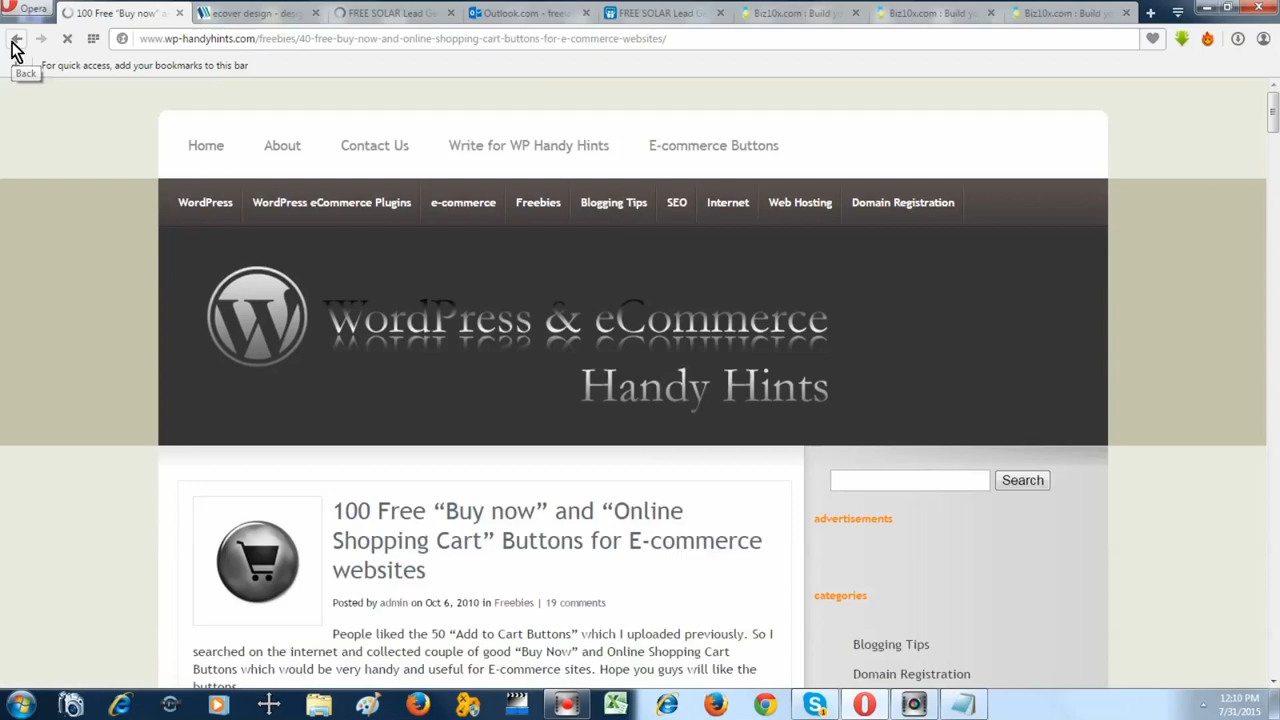 Opera
100 Free "Buy now" a
ecover design - desig
FREE SOLAR Lead Ge
Outlook.com - freela
FREE SOLAR Lead Ge
Biz10x.com : Build yo
Biz10x.com : Build yo
Biz10x.com : Build yo
www.wp-handyhints.com/freebies/40-free-buy-now-and-online-shopping-cart-buttons-for-e-commerce-websites/
For quick access, add your bookmarks to this bar
Back
Home About Contact Us Write for WP Handy Hints E-commerce Buttons
WordPress WordPress eCommerce Plugins e-commerce Freebies Blogging Tips SEO Internet Web Hosting Domain Registration
WordPress & eCommerce
Handy Hints
100 Free “Buy now” and “Online
Shopping Cart” Buttons for E-commerce
websites
Posted by admin on Oct 6, 2010 in Freebies | 19 comments
People liked the 50 “Add to Cart Buttons” which I uploaded previously. So I
searched on the internet and collected couple of good “Buy Now” and Online Shopping Cart
Buttons which would be very handy and useful for E-commerce sites. Hope you guys will like the
buttons.
Search
advertisements
categories
Blogging Tips
Domain Registration
12:10 PM
7/31/2015